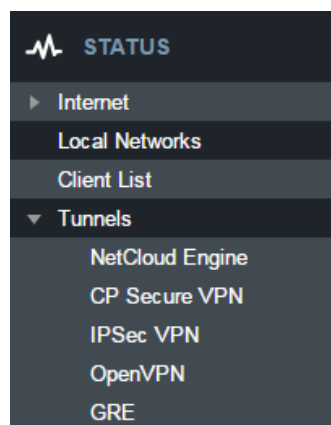 STATUS
Internet
Local Networks
Client List
Tunnels
NetCloud Engine
CP Secure VPN
IPSec VPN
OpenVPN
GRE